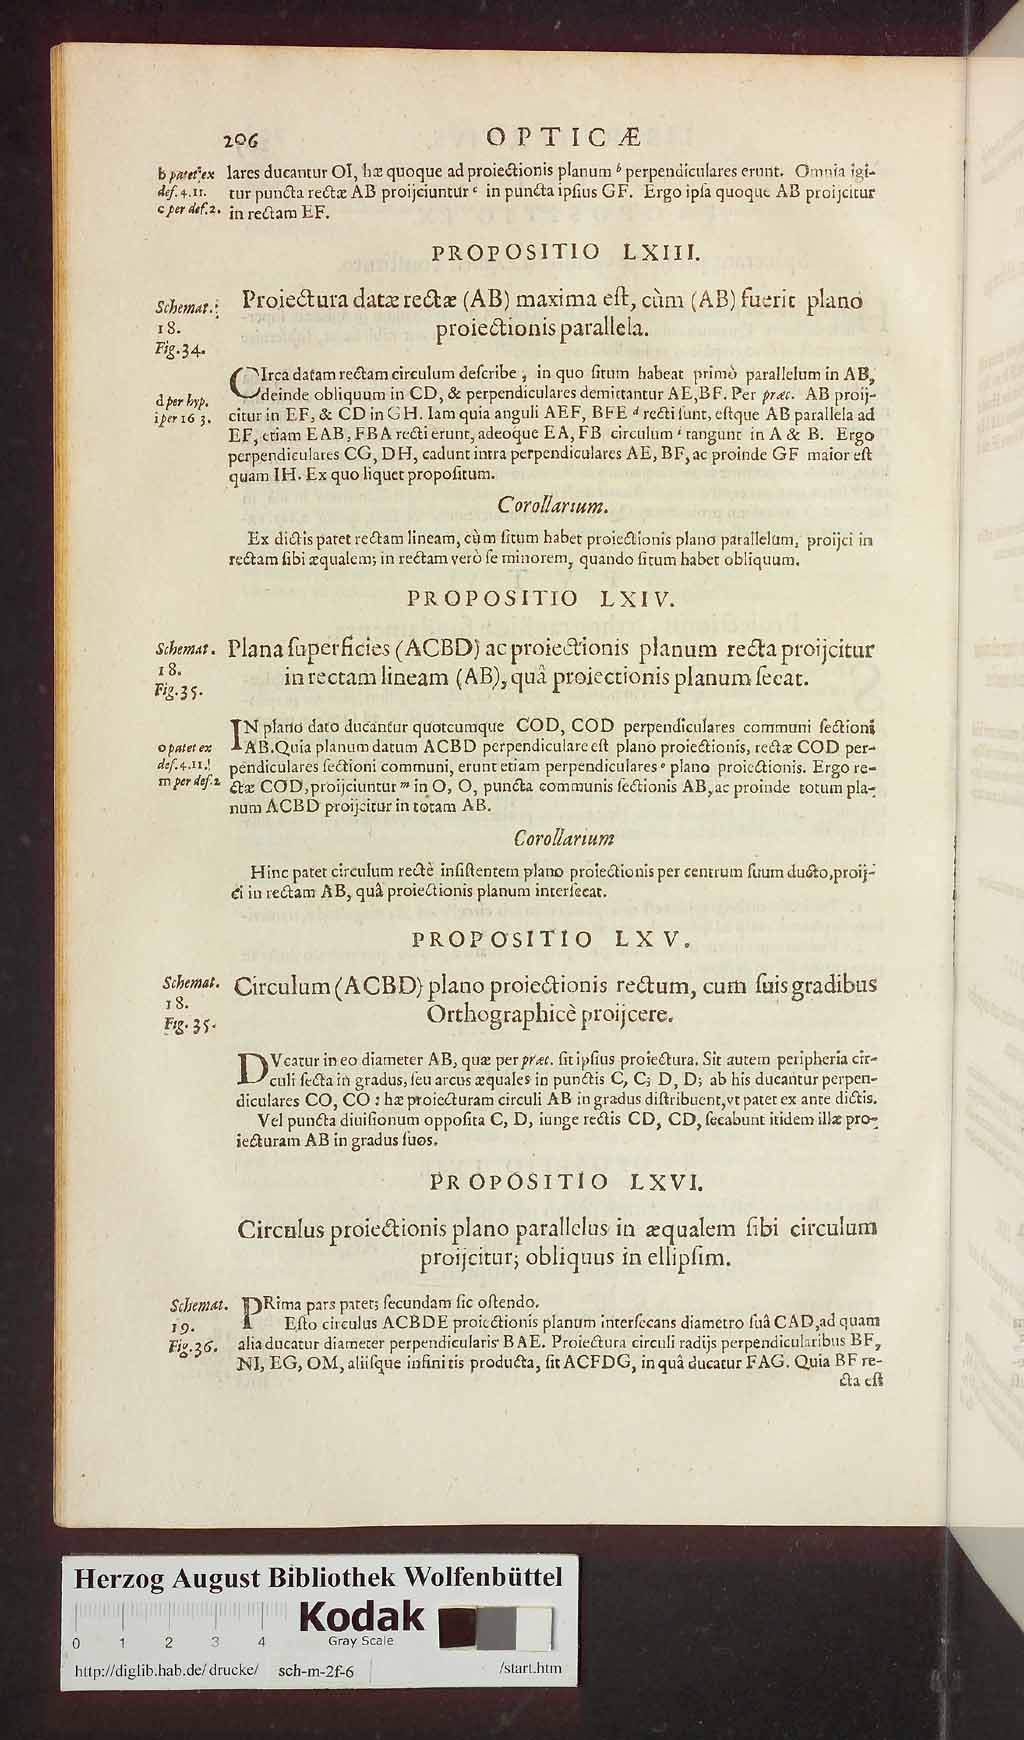 206 OPTICÆ
b patet ex
def. 4. 11.
c per def. 2.
lares ducantur OI, hæ quoque ad proiectionis planum b perpendiculares erunt. Omnia igi-
tur puncta rectæ AB proijciuntur c in puncta ipſius GF. Ergo ipſa quoque AB proijcitur
in rectam EF.
PROPOSITIO LXIII.
Schemat.
18.
Fig. 34.
Proiectura datæ rectæ (AB) maxima eſt, cùm (AB) fuerit plano
proiectionis parallela.
d per hyp.
i per 16 3.
CIrca datam rectam circulum deſcribe, in quo ſitum habeat primò parallelum in AB,
deinde obliquum in CD, & perpendiculares demittantur AE, BF. Per præc. AB proij-
citur in EF, & CD in GH. Iam quia anguli AEF, BFE d recti ſunt, eſtque AB parallela ad
EF, etiam EAB, FBA recti erunt, adeoque EA, FB circulum i tangunt in A & B. Ergo
perpendiculares CG, DH, cadunt intra perpendiculares AE, BF, ac proinde GF maior eſt
quam IH. Ex quo liquet propoſitum.
Corollarium.
Ex dictis patet rectam lineam, cùm ſitum habet proiectionis plano parallelum, proijci in
rectam ſibi æqualem; in rectam verò ſe minorem, quando ſitum habet obliquum.
PROPOSITIO LXIV.
Schemat.
18.
Fig. 35.
Plana ſuperficies (ACBD) ac proiectionis planum recta proijcitur
in rectam lineam (AB), quâ proiectionis planum ſecat.
o patet ex
def. 4. 11.
m per def. 2
IN plano dato ducantur quotcumque COD, COD perpendiculares communi ſectioni
AB. Quia planum datum ACBD perpendiculare eſt plano proiectionis, rectæ COD per-
pendiculares ſectioni communi, erunt etiam perpendiculares o plano proiectionis. Ergo re-
ctæ COD, proijciuntur m in O, O, puncta communis ſectionis AB, ac proinde totum pla-
num ACBD proijcitur in totam AB.
Corollarium
Hinc patet circulum rectè inſiſtentem plano proiectionis per centrum ſuum ducto, proij-
ci in rectam AB, quâ proiectionis planum interſecat.
PROPOSITIO LXV.
Schemat.
18.
Fig. 35.
Circulum (ACBD) plano proiectionis rectum, cum ſuis gradibus
Orthographicè proijcere.
DVcatur in eo diameter AB, quæ per præc. ſit ipſius proiectura. Sit autem peripheria cir-
culi ſecta in gradus, ſeu arcus æquales in punctis C, C; D, D; ab his ducantur perpen-
diculares CO, CO: hæ proiecturam circuli AB in gradus diſtribuent, vt patet ex ante dictis.
Vel puncta diuiſionum oppoſita C, D, iunge rectis CD, CD, ſecabunt itidem illæ pro-
iecturam AB in gradus ſuos.
PROPOSITIO LXVI.
Circulus proiectionis plano parallelus in æqualem ſibi circulum
proijcitur; obliquus in ellipſim.
Schemat.
19.
Fig. 36.
PRima pars patet; ſecundam ſic oſtendo.
Eſto circulus ACBDE proiectionis planum interſecans diametro ſuâ CAD, ad quam
alia ducatur diameter perpendicularis BAE. Proiectura circuli radijs perpendicularibus BF,
NI, EG, OM, aliiſque infinitis producta, ſit ACFDG, in quâ ducatur FAG. Quia BF re-
cta eſt
Herzog August Bibliothek Wolfenbüttel
Kodak
Gray Scale
0 1 2 3 4
http://diglib.hab.de/drucke/ sch-m-2f-6 /start.htm